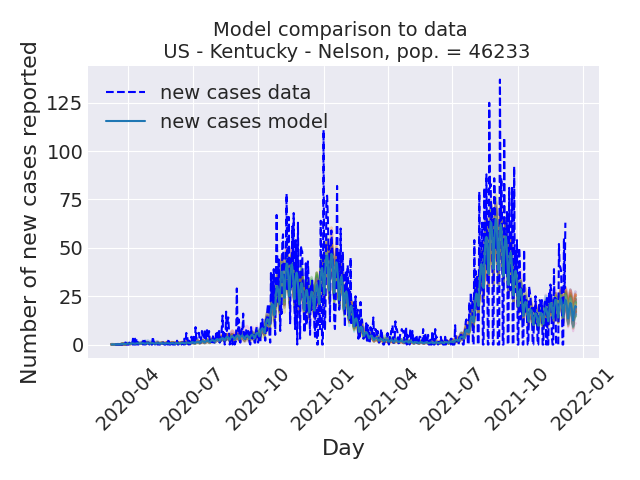 Model comparison to data
US - Kentucky - Nelson, pop. = 46233
new cases data
new cases model
Number of new cases reported
125
100
75
50
25
0
2020-04
2020-07
2020-10
2021-01
2021-04
2021-07
2021-10
2022-01
Day